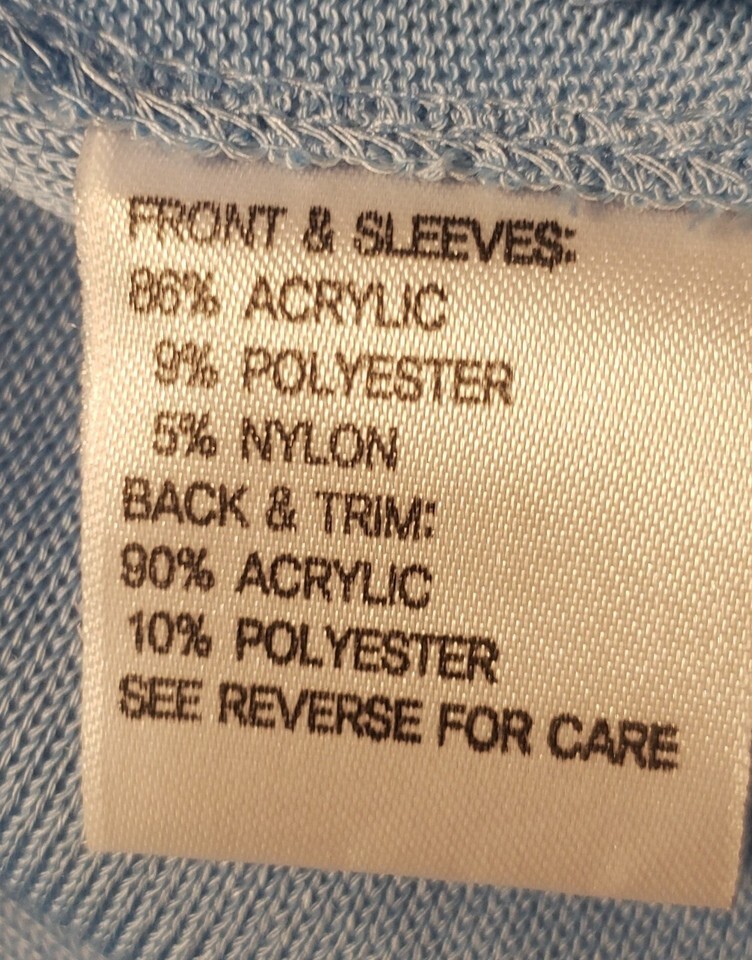 FRONT & SLEEVES:
86% ACRYLIC
9% POLYESTER
5% NYLON
BACK & TRIM:
90% ACRYLIC
10% POLYESTER
SEE REVERSE FOR CARE